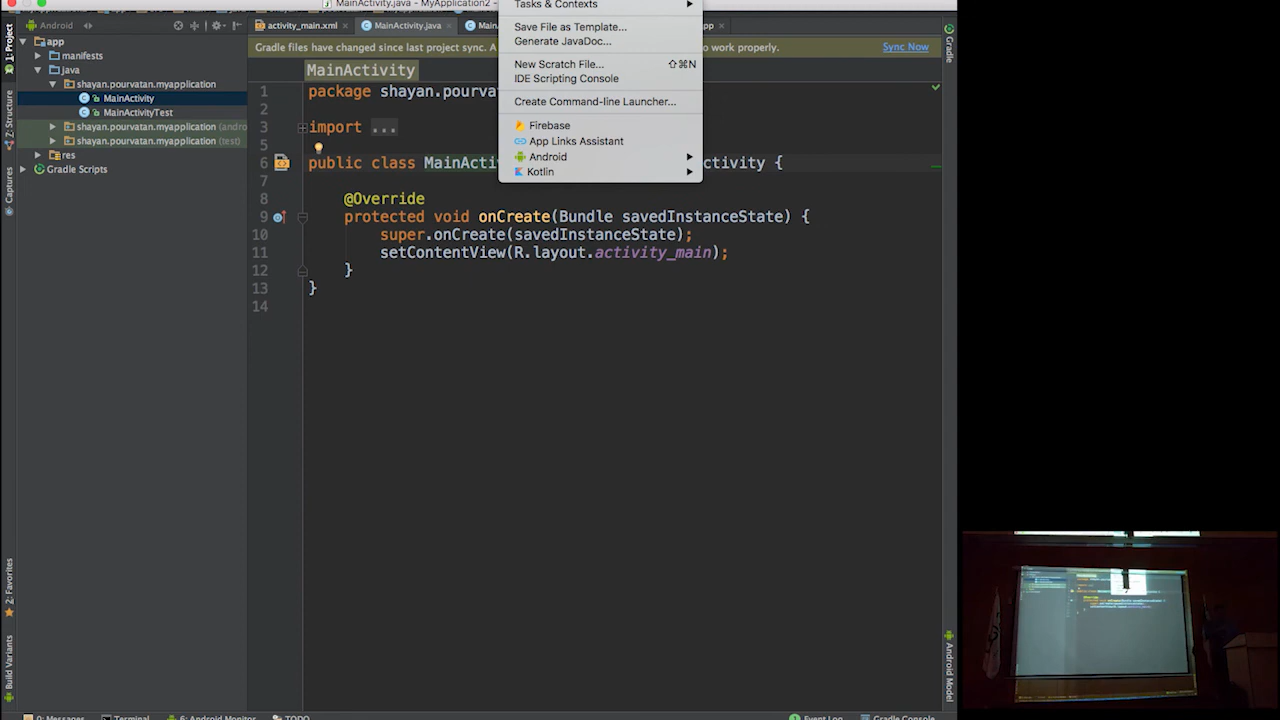 MainActivity.java - MyApplication2 -
Tasks & Contexts
Save File as Template...
Generate JavaDoc...
New Scratch File... ⇧⌘N
IDE Scripting Console
Create Command-line Launcher...
Firebase
App Links Assistant
Android
Kotlin
Android
activity_main.xml
MainActivity.java
Gradle files have changed since last project sync. A
to work properly.
Sync Now
1: Project
Z: Structure
Captures
2: Favorites
Build Variants
app
manifests
java
shayan.pourvatan.myapplication
MainActivity
MainActivityTest
shayan.pourvatan.myapplication (andro
shayan.pourvatan.myapplication (test)
res
Gradle Scripts
MainActivity
1 package shayan.pourva
2
3 import ...
5
6 public class MainActiv ctivity {
7
8 @Override
9 protected void onCreate(Bundle savedInstanceState) {
10 super.onCreate(savedInstanceState);
11 setContentView(R.layout.activity_main);
12 }
13 }
14
Gradle
Android Model
0: Messages
Terminal
6: Android Monitor
TODO
Event Log
Gradle Console